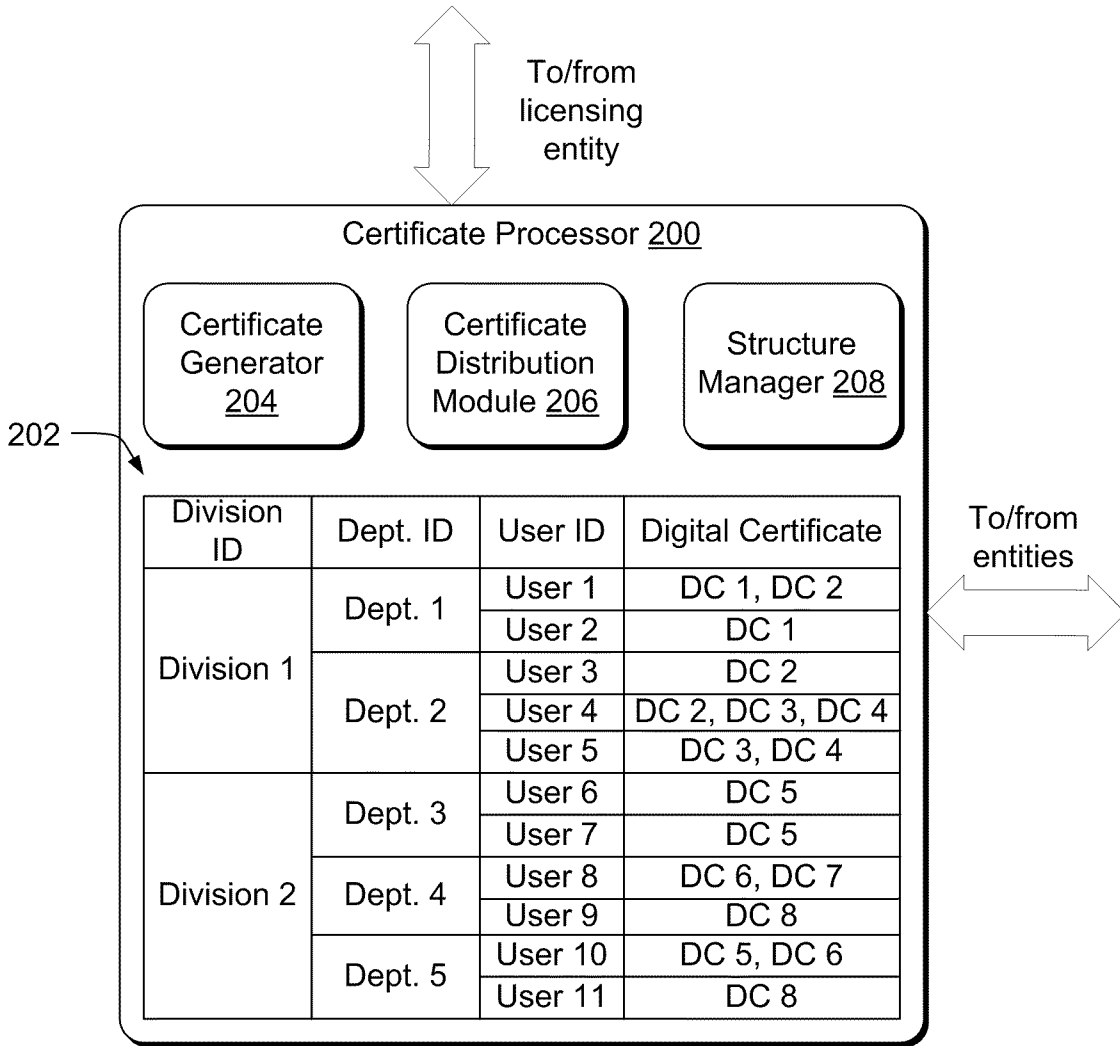 To/from
licensing
entity
Certificate Processor 200
Certificate
Generator
204
Certificate
Distribution
Module 206
Structure
Manager 208
202
Division
ID
Dept. ID
User ID
Digital Certificate
To/from
entities
Division 1
Dept. 1
User 1
DC 1, DC 2
User 2
DC 1
Dept. 2
User 3
DC 2
User 4
DC 2, DC 3, DC 4
User 5
DC 3, DC 4
Division 2
Dept. 3
User 6
DC 5
User 7
DC 5
Dept. 4
User 8
DC 6, DC 7
User 9
DC 8
Dept. 5
User 10
DC 5, DC 6
User 11
DC 8